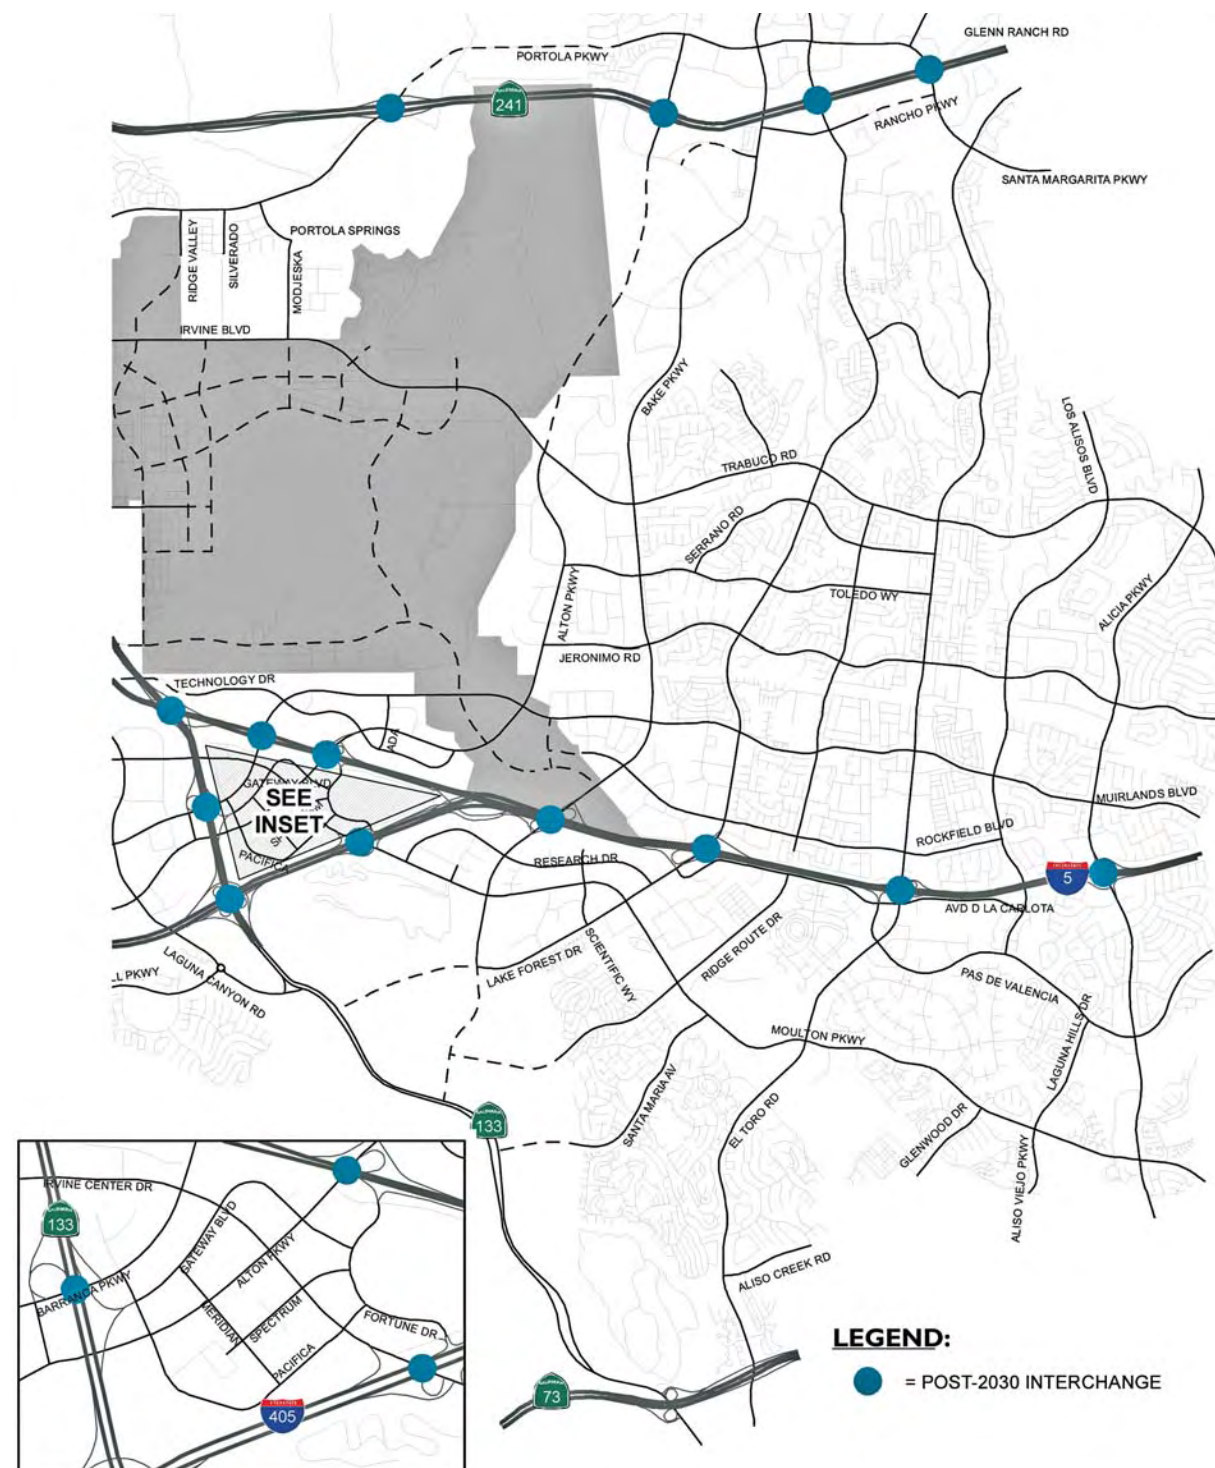 GLENN RANCH RD
PORTOLA PKWY
241
RANCHO PKWY
SANTA MARGARITA PKWY
RIDGE VALLEY
SILVERADO
PORTOLA SPRINGS
MODJESKA
IRVINE BLVD
BAKE PKWY
LOS ALISOS BLVD
TRABUCO RD
SERRANO RD
TOLEDO WY
ALTON PKWY
ALICIA PKWY
JERONIMO RD
TECHNOLOGY DR
ADA
GATEWAY BLVD
SEE
INSET
PACIFICA
MUIRLANDS BLVD
ROCKFIELD BLVD
RESEARCH DR
5
AVD D LA CARLOTA
LAGUNA CANYON RD
LL PKWY
LAKE FOREST DR
SCIENTIFIC WY
RIDGE ROUTE DR
PAS DE VALENCIA
LAGUNA HILLS DR
MOULTON PKWY
SANTA MARIA AV
EL TORO RD
GLENWOOD DR
ALISO VIEJO PKWY
133
ALISO CREEK RD
73
IRVINE CENTER DR
133
GATEWAY BLVD
ALTON PKWY
BARRANCA PKWY
MERIDIAN
SPECTRUM
FORTUNE DR
PACIFICA
405
LEGEND:
= POST-2030 INTERCHANGE